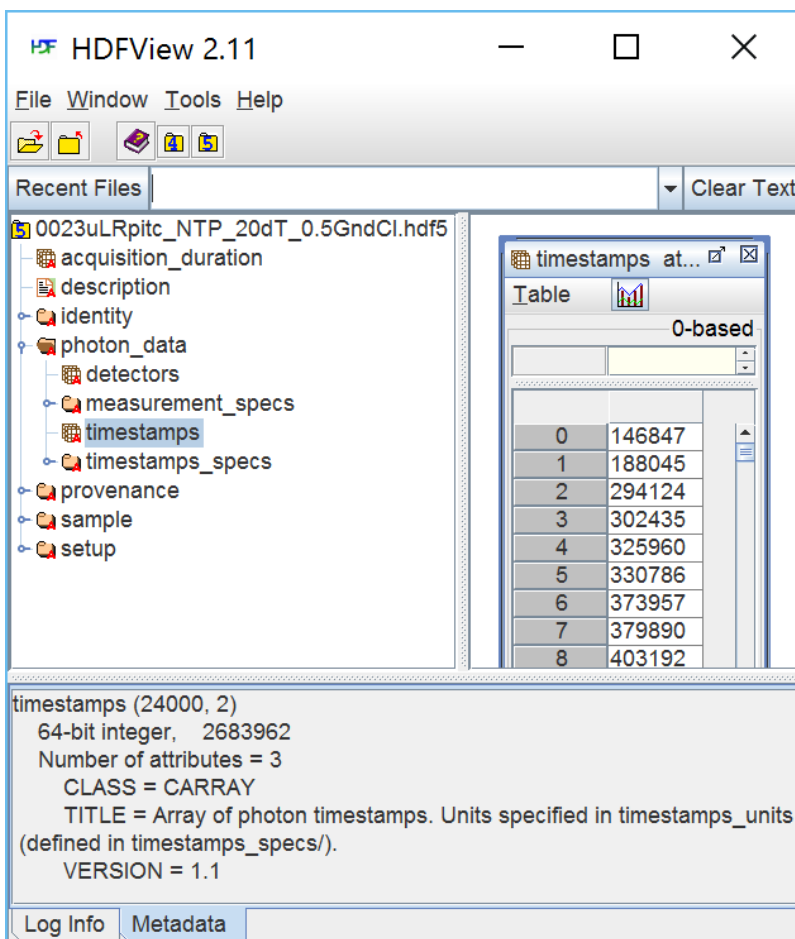 HDF HDFView 2.11
File Window Tools Help
4 5
Recent Files Clear Text
5 0023uLRpitc_NTP_20dT_0.5GndCl.hdf5
acquisition_duration
description
identity
photon_data
detectors
measurement_specs
timestamps
timestamps_specs
provenance
sample
setup
timestamps at...
Table
0-based
0 146847
1 188045
2 294124
3 302435
4 325960
5 330786
6 373957
7 379890
8 403192
timestamps (24000, 2)
64-bit integer, 2683962
Number of attributes = 3
CLASS = CARRAY
TITLE = Array of photon timestamps. Units specified in timestamps_units
(defined in timestamps_specs/).
VERSION = 1.1
Log Info Metadata